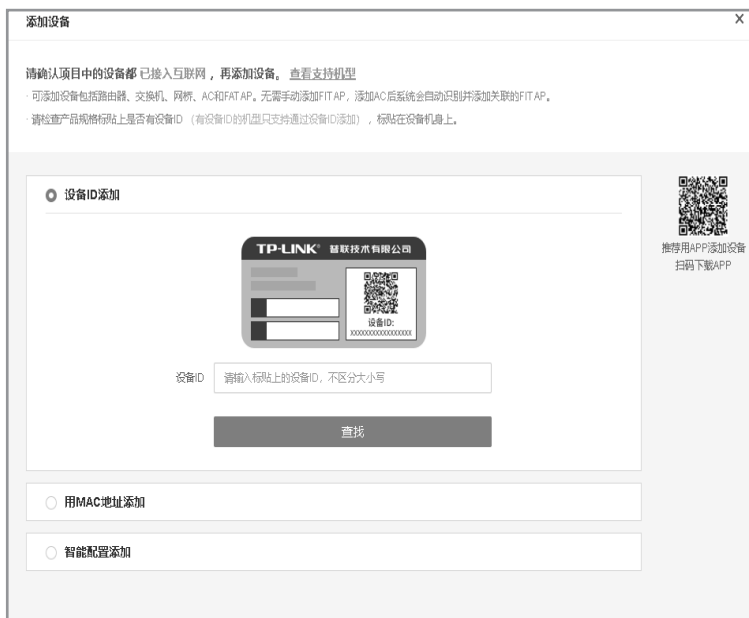 添加设备
X
请确认项目中的设备都 已接入互联网 ，再添加设备。 查看支持机型
· 可添加设备包括路由器、交换机、网桥、AC和FAT AP。无需手动添加FIT AP，添加AC后系统会自动识别并添加关联的FIT AP。
· 请检查产品规格标贴上是否有设备ID （有设备ID的机型只支持通过设备ID添加） ，标贴在设备机身上。
设备ID添加
TP-LINK® 普联技术有限公司
设备ID:
XXXXXXXXXXXXXXXXX
设备ID 请输入标贴上的设备ID，不区分大小写
查找
用MAC地址添加
智能配置添加
推荐用APP添加设备
扫码下载APP